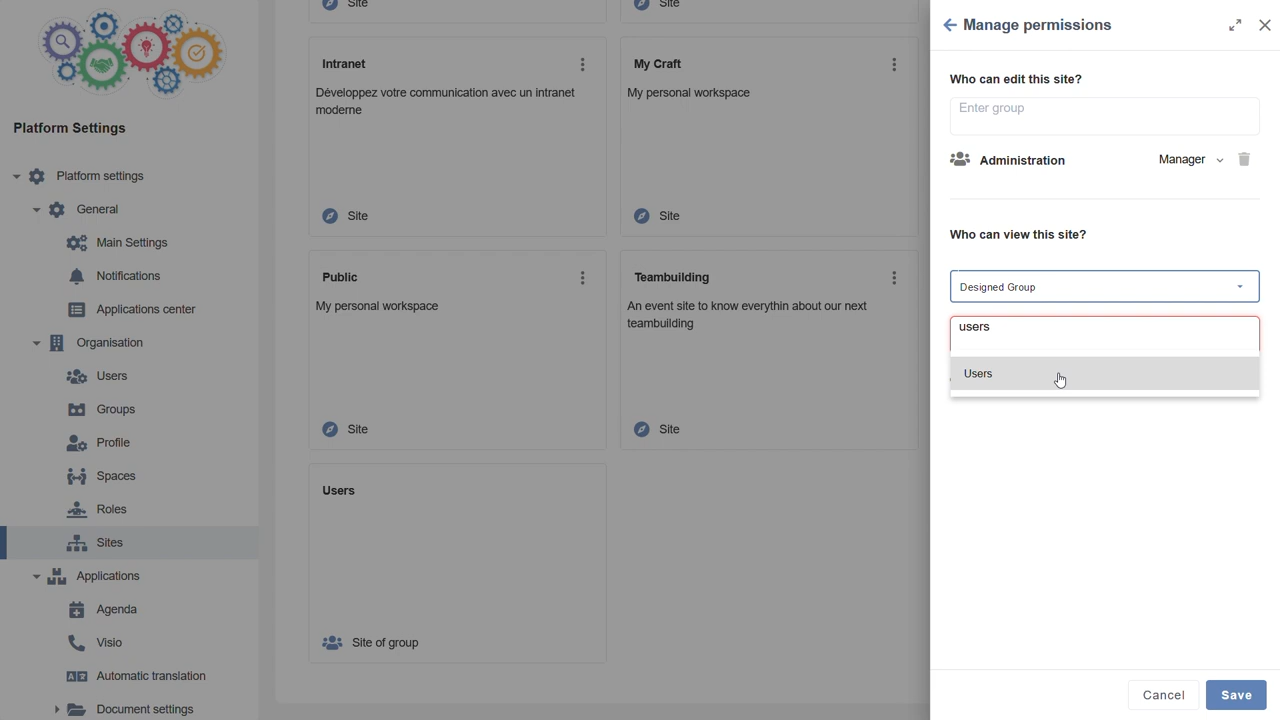 Platform Settings
Platform settings
General
Main Settings
Notifications
Applications center
Organisation
Users
Groups
Profile
Spaces
Roles
Sites
Applications
Agenda
Visio
Automatic translation
Document settings
Site
Site
Intranet
Développez votre communication avec un intranet
moderne
Site
My Craft
My personal workspace
Site
Public
My personal workspace
Site
Teambuilding
An event site to know everythin about our next
teambuilding
Site
Users
Site of group
Manage permissions
Who can edit this site?
Enter group
Administration
Manager
Who can view this site?
Designed Group
users
Users
Cancel
Save